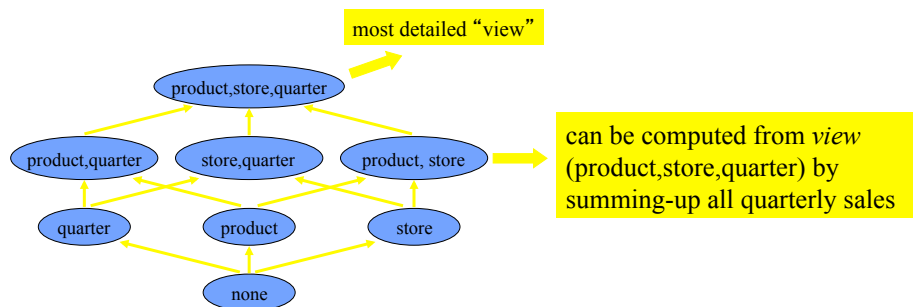 most detailed “view”
product,store,quarter
product,quarter
store,quarter
product, store
can be computed from view
(product,store,quarter) by
summing-up all quarterly sales
quarter
product
store
none